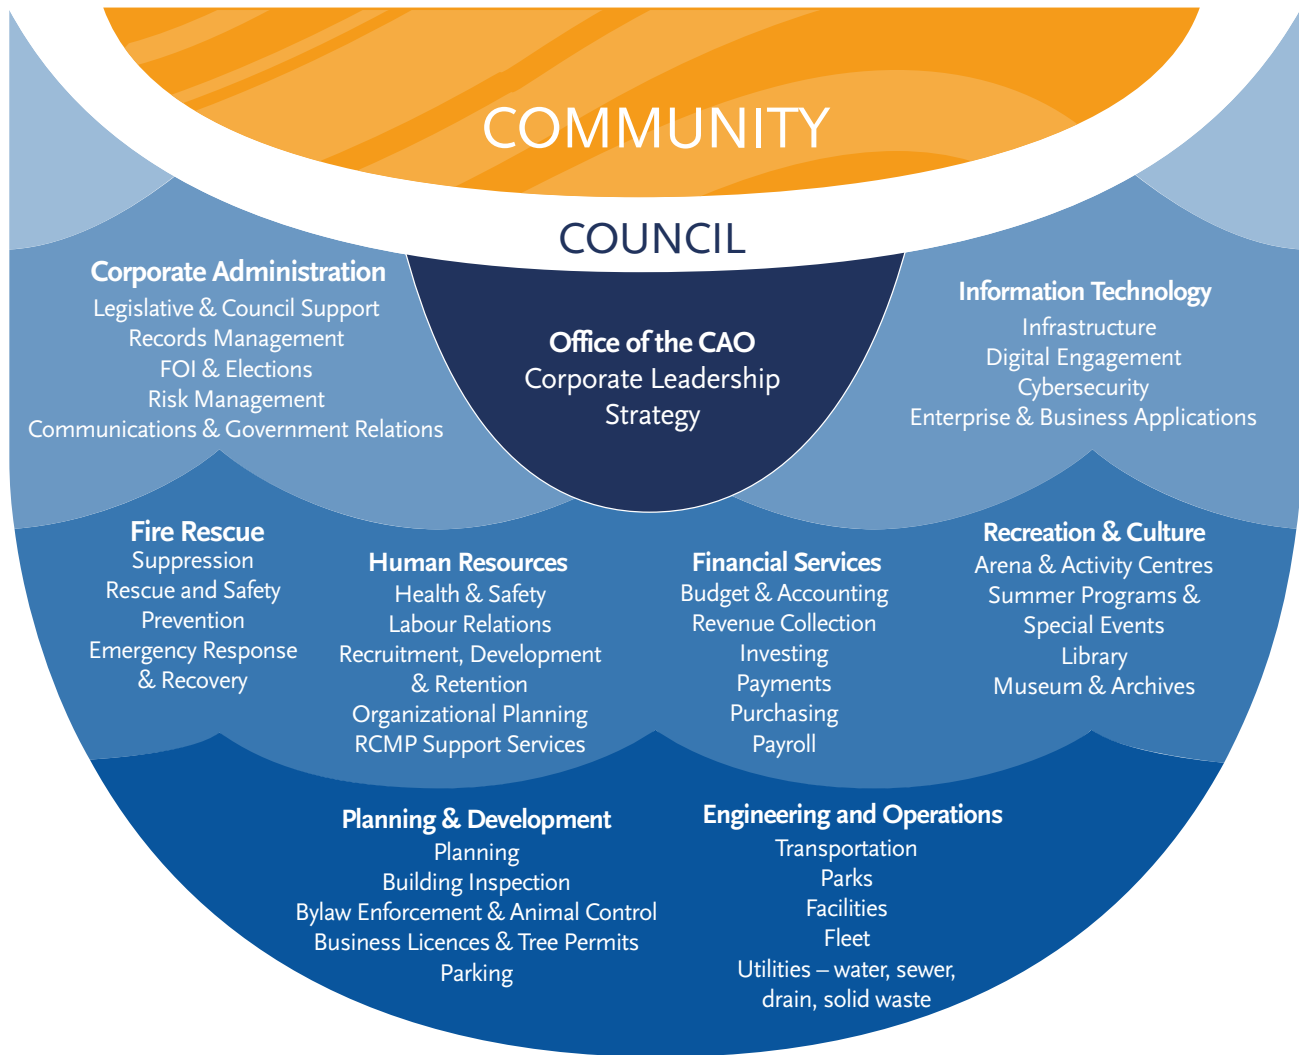 COMMUNITY
COUNCIL
Corporate Administration
Legislative & Council Support
Records Management
FOI & Elections
Risk Management
Communications & Government Relations
Office of the CAO
Corporate Leadership
Strategy
Information Technology
Infrastructure
Digital Engagement
Cybersecurity
Enterprise & Business Applications
Fire Rescue
Suppression
Rescue and Safety
Prevention
Emergency Response
& Recovery
Human Resources
Health & Safety
Labour Relations
Recruitment, Development
& Retention
Organizational Planning
RCMP Support Services
Financial Services
Budget & Accounting
Revenue Collection
Investing
Payments
Purchasing
Payroll
Recreation & Culture
Arena & Activity Centres
Summer Programs &
Special Events
Library
Museum & Archives
Planning & Development
Planning
Building Inspection
Bylaw Enforcement & Animal Control
Business Licences & Tree Permits
Parking
Engineering and Operations
Transportation
Parks
Facilities
Fleet
Utilities – water, sewer,
drain, solid waste